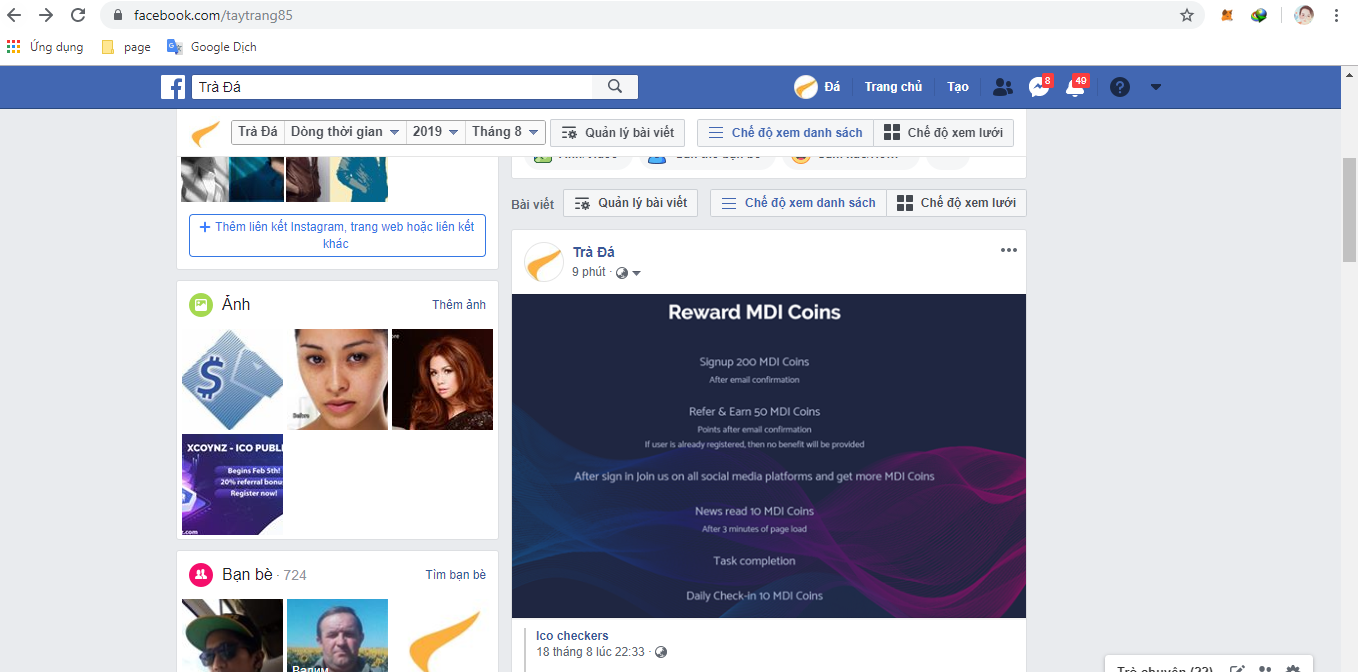 facebook.com/taytrang85
Ứng dụng
page
Google Dịch
Trà Đá
Đá
Trang chủ
Tạo
8
49
Trà Đá
Dòng thời gian
2019
Tháng 8
Quản lý bài viết
Chế độ xem danh sách
Chế độ xem lưới
Bài viết
Quản lý bài viết
Chế độ xem danh sách
Chế độ xem lưới
+ Thêm liên kết Instagram, trang web hoặc liên kết
khác
Ảnh
Thêm ảnh
Before
XCOYNZ - ICO PUBLI
Begins Feb 5th!
20% referral bonu
Register now!
z.com
Bạn bè · 724
Tìm bạn bè
Вадим
Trà Đá
9 phút ·
Reward MDI Coins
Signup 200 MDI Coins
After email confirmation
Refer & Earn 50 MDI Coins
Points after email confirmation
If user is already registered, then no benefit will be provided
After sign in Join us on all social media platforms and get more MDI Coins
News read 10 MDI Coins
After 3 minutes of page load
Task completion
Daily Check-in 10 MDI Coins
Ico checkers
18 tháng 8 lúc 22:33 ·
Trò chuyện (22)